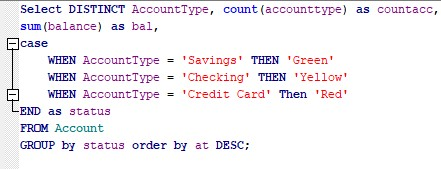 Select DISTINCT AccountType, count(accounttype) as countacc,
sum(balance) as bal,
case
WHEN AccountType = 'Savings' THEN 'Green'
WHEN AccountType = 'Checking' THEN 'Yellow'
WHEN AccountType = 'Credit Card' Then 'Red'
END as status
FROM Account
GROUP by status order by at DESC;